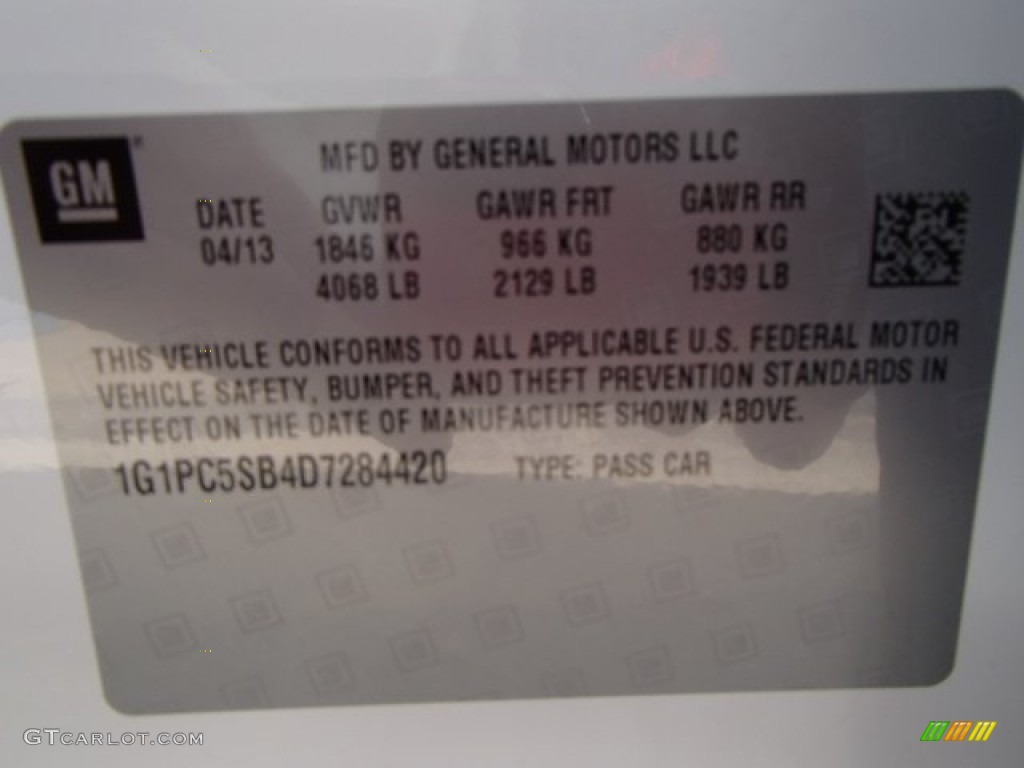 GM
MFD BY GENERAL MOTORS LLC
DATE GVWR GAWR FRT GAWR RR
04/13 1846 KG 966 KG 880 KG
4068 LB 2129 LB 1939 LB
THIS VEHICLE CONFORMS TO ALL APPLICABLE U.S. FEDERAL MOTOR
VEHICLE SAFETY, BUMPER, AND THEFT PREVENTION STANDARDS IN
EFFECT ON THE DATE OF MANUFACTURE SHOWN ABOVE.
1G1PC5SB4D7284420 TYPE: PASS CAR
GTCARLOT.COM